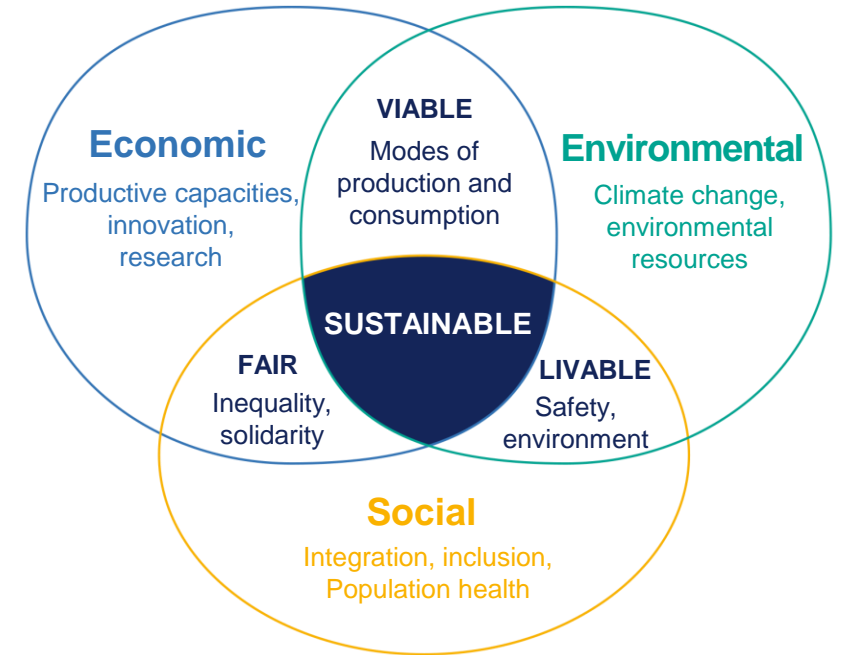 VIABLE
Modes of
production and
consumption
Economic
Productive capacities,
innovation,
research
Environmental
Climate change,
environmental
resources
SUSTAINABLE
FAIR
Inequality,
solidarity
LIVABLE
Safety,
environment
Social
Integration, inclusion,
Population health